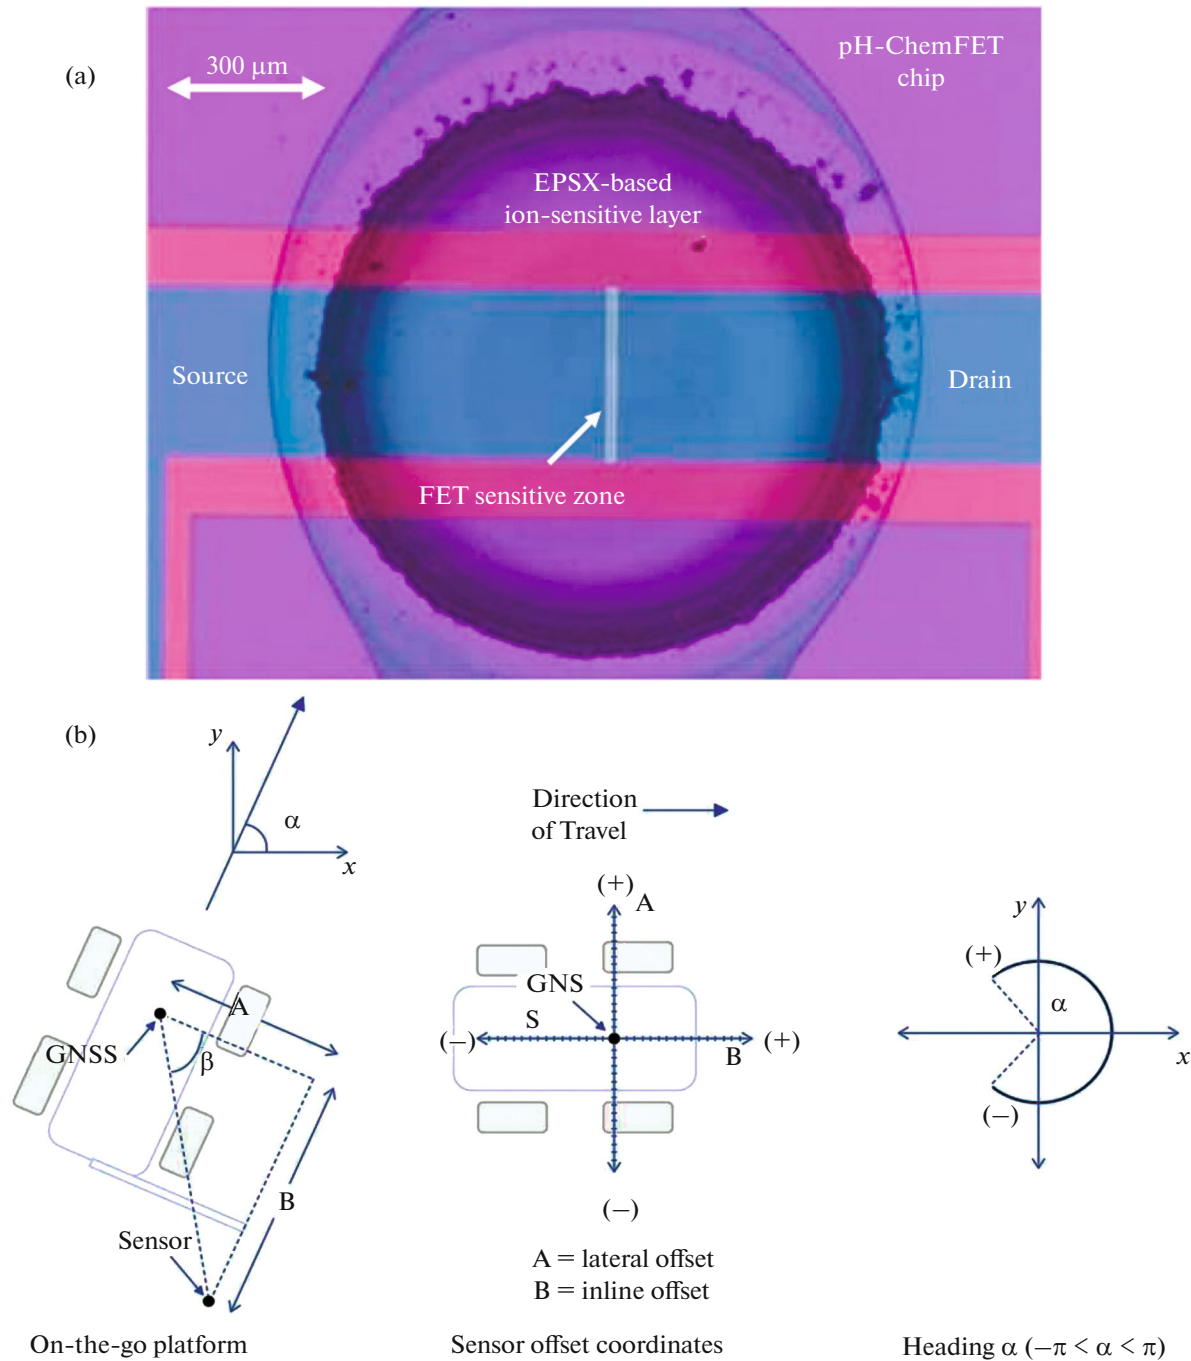 (a)
300 μm
pH-ChemFET
chip
EPSX-based
ion-sensitive layer
Source
Drain
FET sensitive zone
(b)
y
α
x
A
GNSS
β
B
Sensor
On-the-go platform
Direction
of Travel
(+)
A
GNS
S
(–)
B
(+)
(–)
A = lateral offset
B = inline offset
Sensor offset coordinates
y
(+)
α
x
(–)
Heading α (–π < α < π)